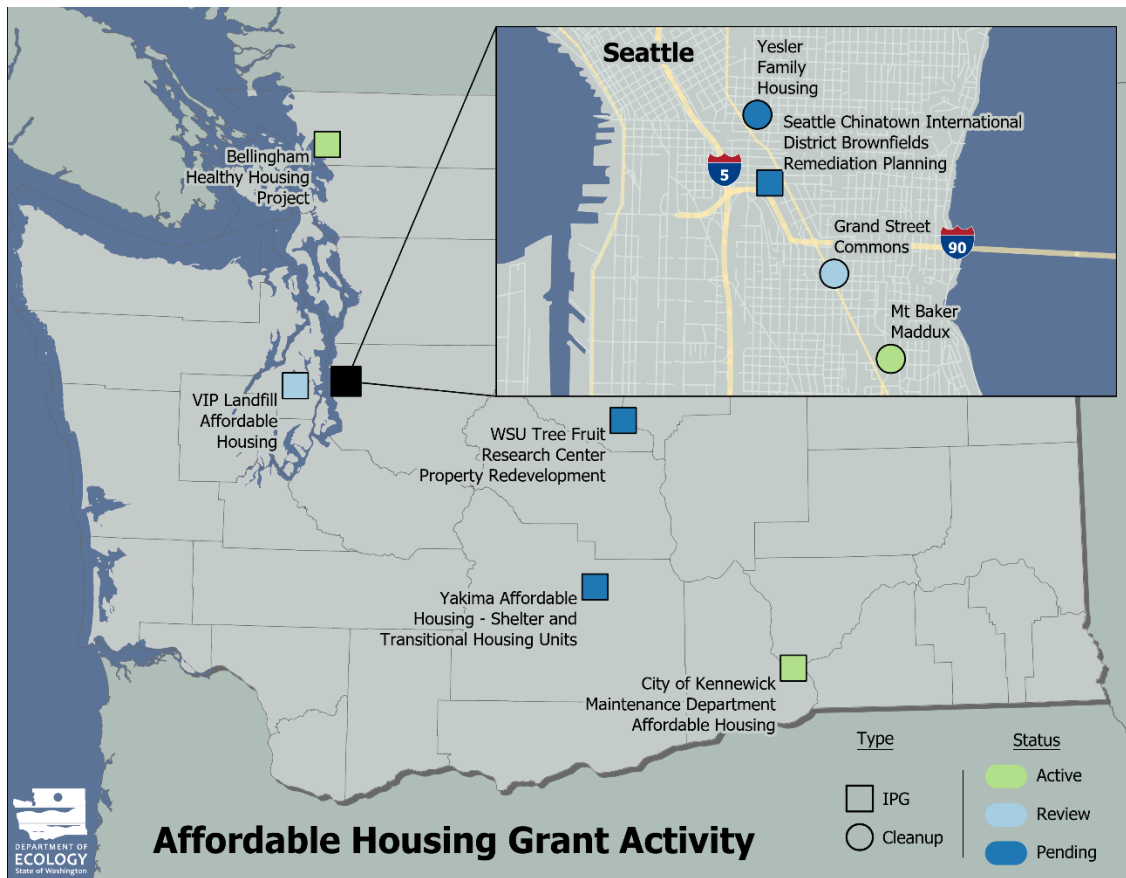 Seattle
Yesler
Family
Housing
Seattle Chinatown International
District Brownfields
Remediation Planning
5
Grand Street
Commons
90
Mt Baker
Maddux
Bellingham
Healthy Housing
Project
VIP Landfill
Affordable
Housing
WSU Tree Fruit
Research Center
Property Redevelopment
Yakima Affordable
Housing - Shelter and
Transitional Housing Units
City of Kennewick
Maintenance Department
Affordable Housing
Type
IPG
Cleanup
Status
Active
Review
Pending
DEPARTMENT OF
ECOLOGY
State of Washington
Affordable Housing Grant Activity